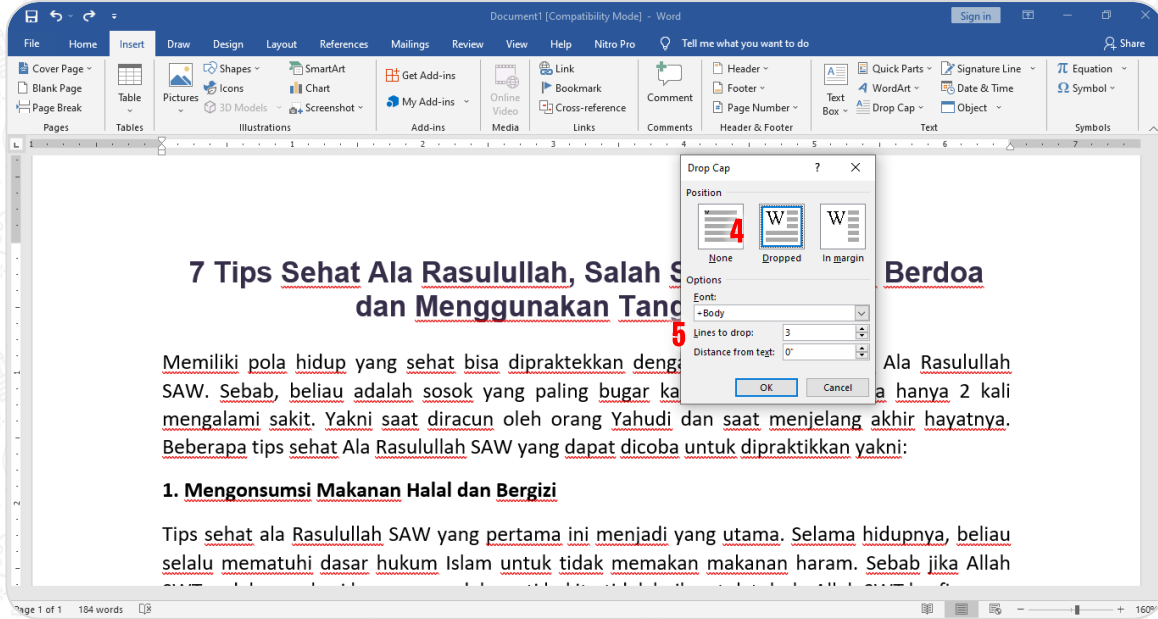 Document1 [Compatibility Mode] - Word
Sign in
File Home Insert Draw Design Layout References Mailings Review View Help Nitro Pro Tell me what you want to do Share
Cover Page
Blank Page
Page Break
Pages
Table
Tables
Pictures
Shapes
Icons
3D Models
SmartArt
Chart
Screenshot
Illustrations
Get Add-ins
My Add-ins
Add-ins
Online
Video
Media
Link
Bookmark
Cross-reference
Links
Comment
Comments
Header
Footer
Page Number
Header & Footer
Text
Box
Quick Parts
WordArt
Drop Cap
Signature Line
Date & Time
Object
Text
Equation
Symbol
Symbols
1 1 2 3 4 5 6 7
Drop Cap ?
Position
W W
4
None Dropped In margin
Options
Font:
+Body
5
Lines to drop: 3
Distance from text: 0"
OK Cancel
7 Tips Sehat Ala Rasulullah, Salah S Berdoa
dan Menggunakan Tang
Memiliki pola hidup yang sehat bisa dipraktekkan denga Ala Rasulullah
SAW. Sebab, beliau adalah sosok yang paling bugar ka a hanya 2 kali
mengalami sakit. Yakni saat diracun oleh orang Yahudi dan saat menjelang akhir hayatnya.
Beberapa tips sehat Ala Rasulullah SAW yang dapat dicoba untuk dipraktikkan yakni:
1. Mengonsumsi Makanan Halal dan Bergizi
Tips sehat ala Rasulullah SAW yang pertama ini menjadi yang utama. Selama hidupnya, beliau
selalu mematuhi dasar hukum Islam untuk tidak memakan makanan haram. Sebab jika Allah
Page 1 of 1 184 words
160%